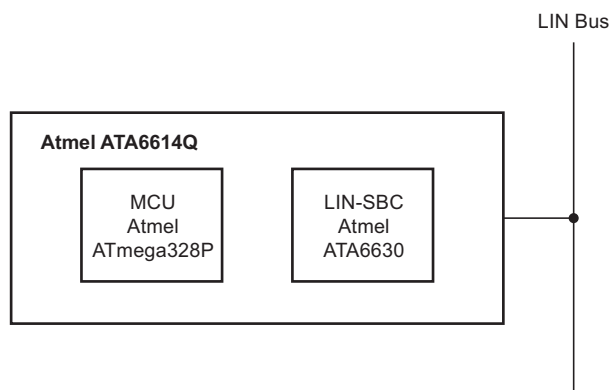 LIN Bus
Atmel ATA6614Q
MCU
Atmel
ATmega328P
LIN-SBC
Atmel
ATA6630